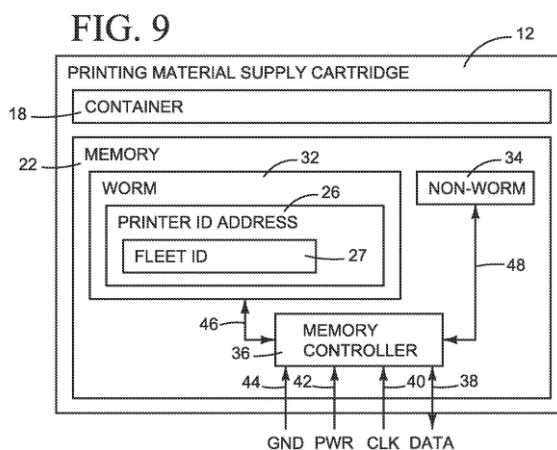 FIG. 9
12
PRINTING MATERIAL SUPPLY CARTRIDGE
18
CONTAINER
22
MEMORY
32
34
WORM
NON-WORM
26
PRINTER ID ADDRESS
FLEET ID
27
48
46
MEMORY
CONTROLLER
36
44
42
40
38
GND PWR CLK DATA